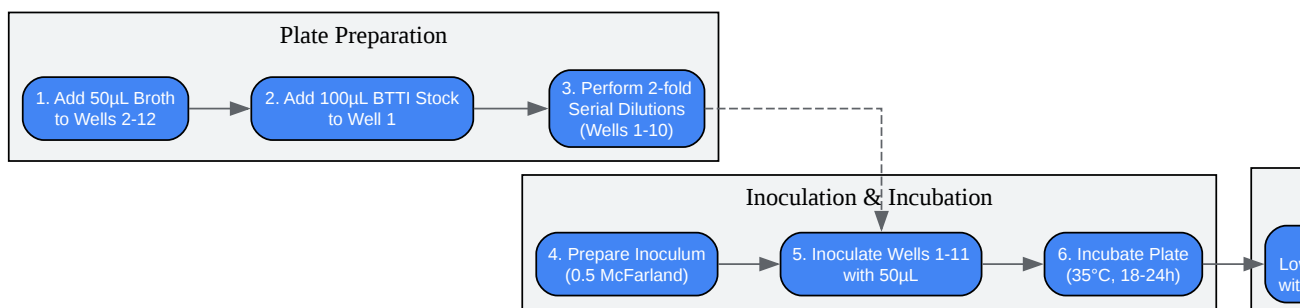 Plate Preparation
1. Add 50µL Broth
to Wells 2-12
2. Add 100µL BTTI Stock
to Well 1
3. Perform 2-fold
Serial Dilutions
(Wells 1-10)
Inoculation & Incubation
4. Prepare Inoculum
(0.5 McFarland)
5. Inoculate Wells 1-11
with 50µL
6. Incubate Plate
(35°C, 18-24h)